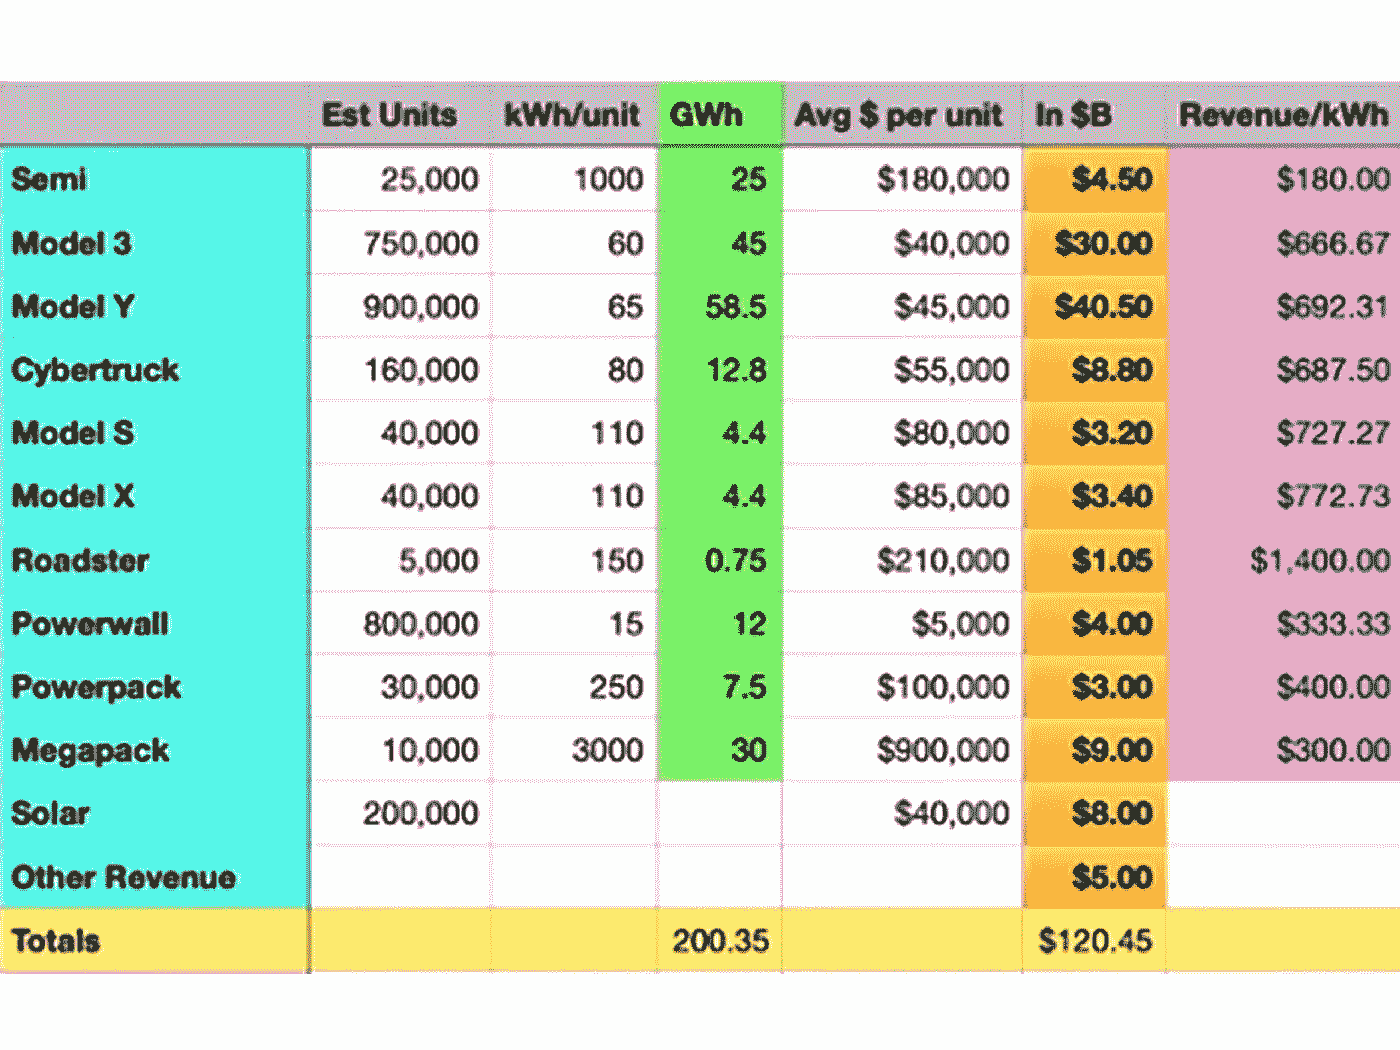 Est Units kWh/unit GWh Avg $ per unit In $B Revenue/kWh
Semi 25,000 1000 25 $180,000 $4.50 $180.00
Model 3 750,000 60 45 $40,000 $30.00 $666.67
Model Y 900,000 65 58.5 $45,000 $40.50 $692.31
Cybertruck 160,000 80 12.8 $55,000 $8.80 $687.50
Model S 40,000 110 4.4 $80,000 $3.20 $727.27
Model X 40,000 110 4.4 $85,000 $3.40 $772.73
Roadster 5,000 150 0.75 $210,000 $1.05 $1,400.00
Powerwall 800,000 15 12 $5,000 $4.00 $333.33
Powerpack 30,000 250 7.5 $100,000 $3.00 $400.00
Megapack 10,000 3000 30 $900,000 $9.00 $300.00
Solar 200,000 $40,000 $8.00
Other Revenue $5.00
Totals 200.35 $120.45